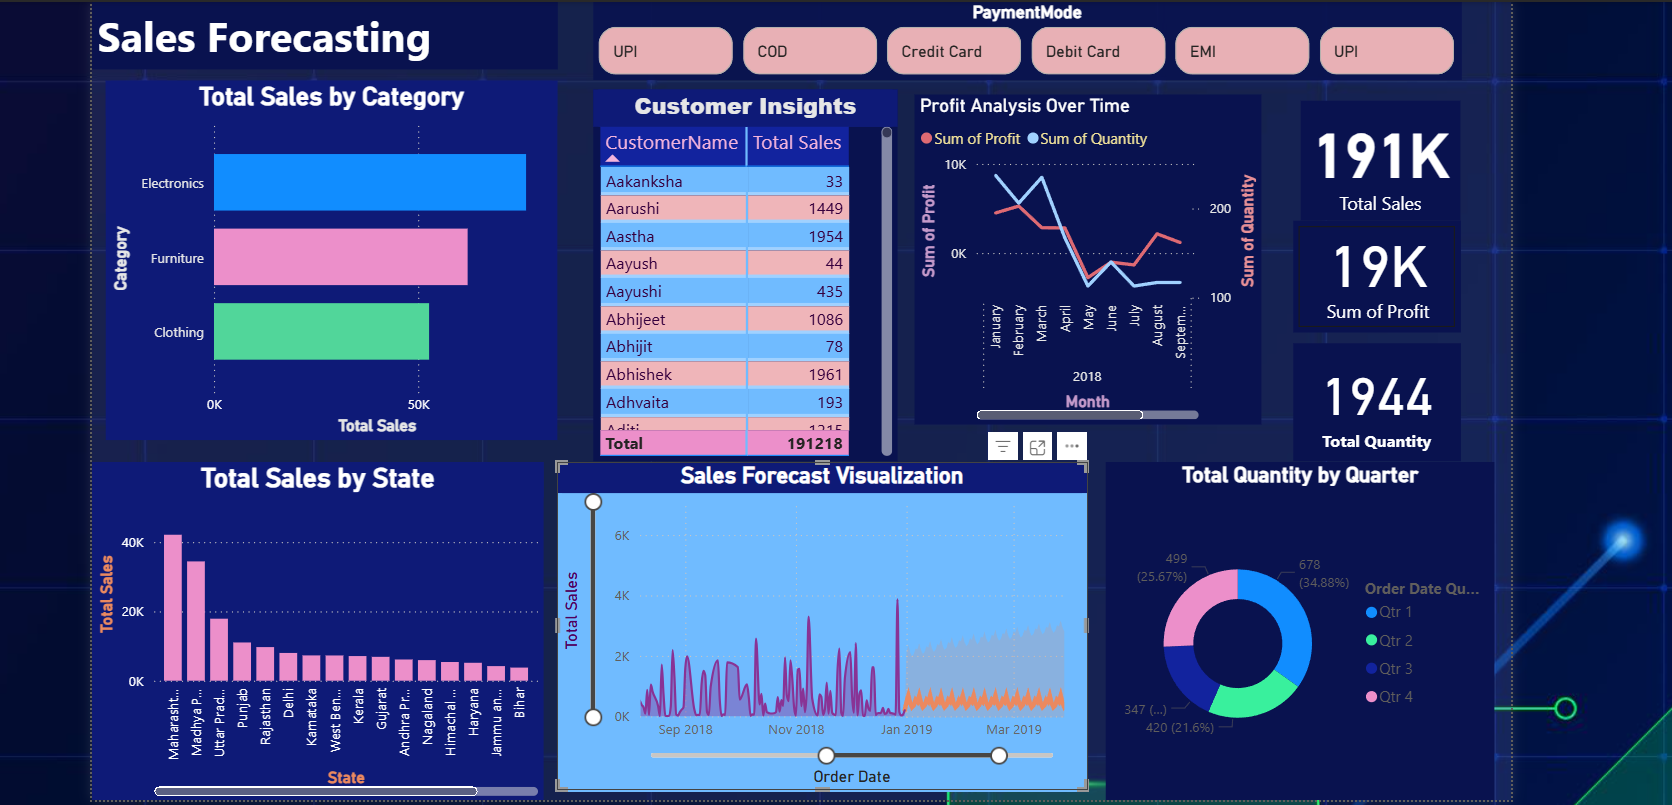 Sales Forecasting
PaymentMode
UPI
COD
Credit Card
Debit Card
EMI
UPI
Total Sales by Category
Category
Electronics
Furniture
Clothing
0K
50K
Total Sales
Customer Insights
CustomerName Total Sales
Aakanksha 33
Aarushi 1449
Aastha 1954
Aayush 44
Aayushi 435
Abhijeet 1086
Abhijit 78
Abhishek 1961
Adhvaita 193
Aditi 1315
Total 191218
Profit Analysis Over Time
Sum of Profit
Sum of Quantity
Sum of Profit
10K
0K
200
100
Sum of Quantity
January
February
March
April
May
June
July
August
Septem...
2018
Month
191K
Total Sales
19K
Sum of Profit
1944
Total Quantity
Total Sales by State
Total Sales
40K
20K
0K
Maharasht...
Madhya P...
Uttar Prad...
Punjab
Rajasthan
Delhi
Karnataka
West Ben...
Kerala
Gujarat
Andhra Pr...
Nagaland
Himachal ...
Haryana
Jammu an...
Bihar
State
Sales Forecast Visualization
Total Sales
6K
4K
2K
0K
Sep 2018
Nov 2018
Jan 2019
Mar 2019
Order Date
Total Quantity by Quarter
499
(25.67%)
678
(34.88%)
347 (...)
420 (21.6%)
Order Date Qu...
Qtr 1
Qtr 2
Qtr 3
Qtr 4